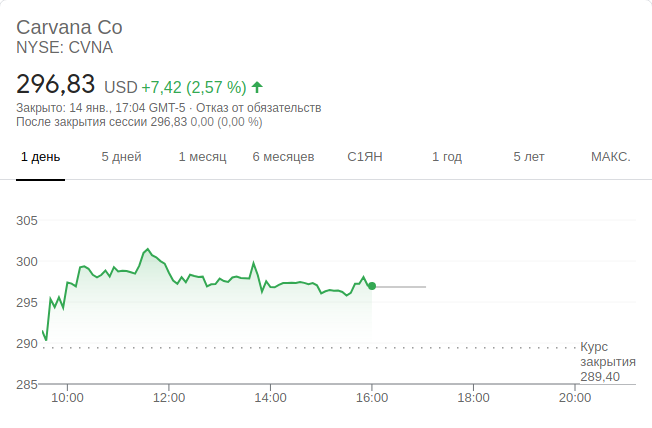 Carvana Co
NYSE: CVNA
296,83 USD +7,42 (2,57 %)
Закрыто: 14 янв., 17:04 GMT-5 · Отказ от обязательств
После закрытия сессии 296,83 0,00 (0,00 %)
1 день 5 дней 1 месяц 6 месяцев С1ЯН 1 год 5 лет МАКС.
305
300
295
290
285
Курс
закрытия
289,40
10:00 12:00 14:00 16:00 18:00 20:00